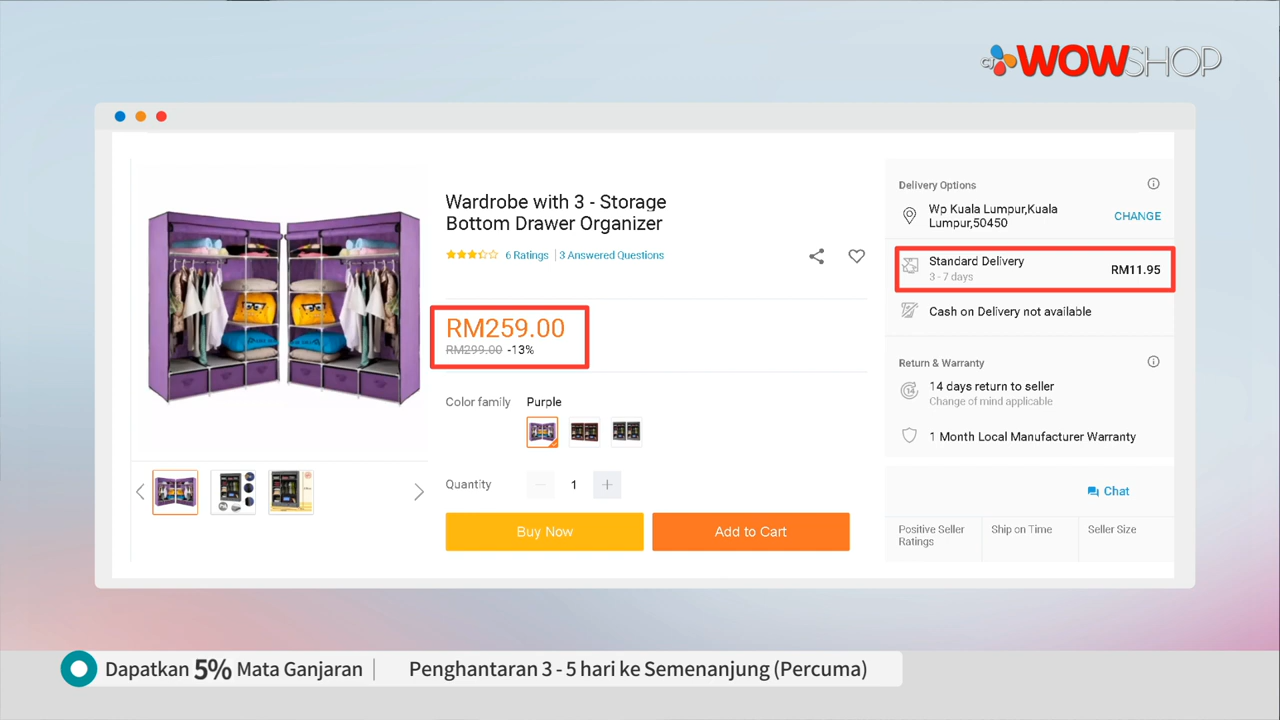 CJ WOWSHOP
Wardrobe with 3 - Storage
Bottom Drawer Organizer
6 Ratings
3 Answered Questions
RM259.00
RM299.00 -13%
Color family Purple
Quantity 1
Buy Now
Add to Cart
Delivery Options
Wp Kuala Lumpur,Kuala
Lumpur,50450
CHANGE
Standard Delivery
3 - 7 days
RM11.95
Cash on Delivery not available
Return & Warranty
14
14 days return to seller
Change of mind applicable
1 Month Local Manufacturer Warranty
Chat
Positive Seller
Ratings
Ship on Time
Seller Size
Dapatkan 5% Mata Ganjaran
Penghantaran 3 - 5 hari ke Semenanjung (Percuma)